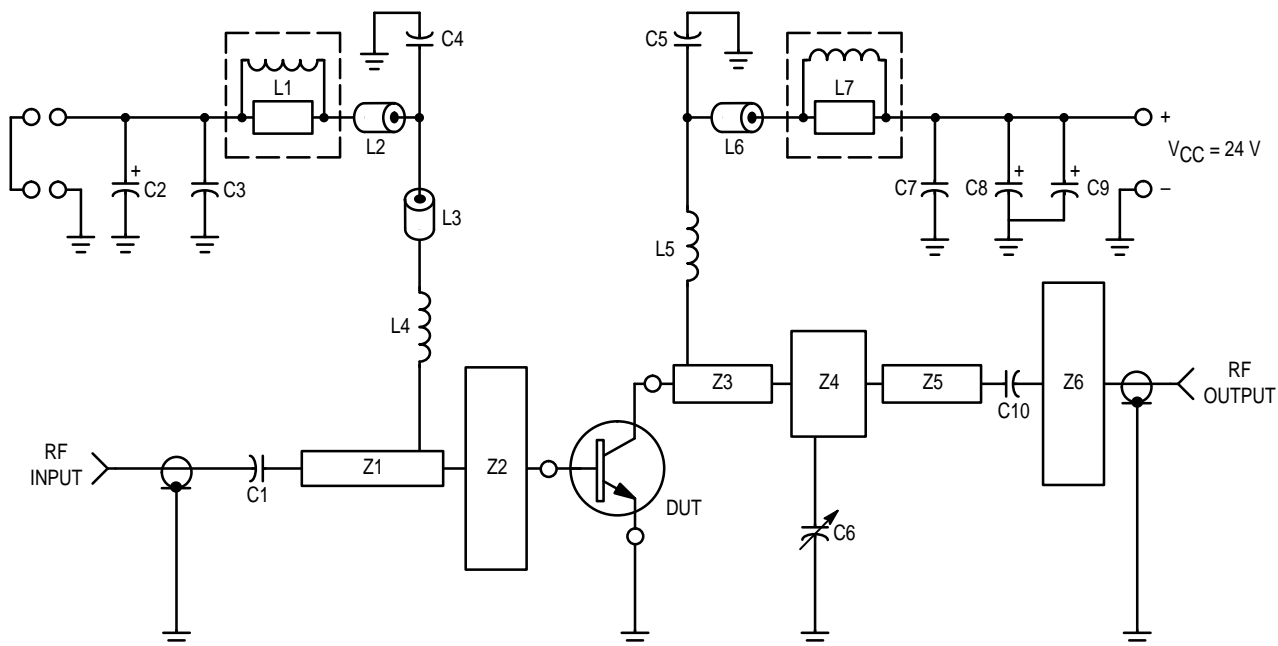 C4
C5
L1
L7
L2
L6
+
VCC = 24 V
+
C2
C3
C7
C8
+
C9
+
–
L3
L5
L4
Z3
Z4
Z5
Z6
RF
OUTPUT
C10
RF
INPUT
C1
Z1
Z2
DUT
C6